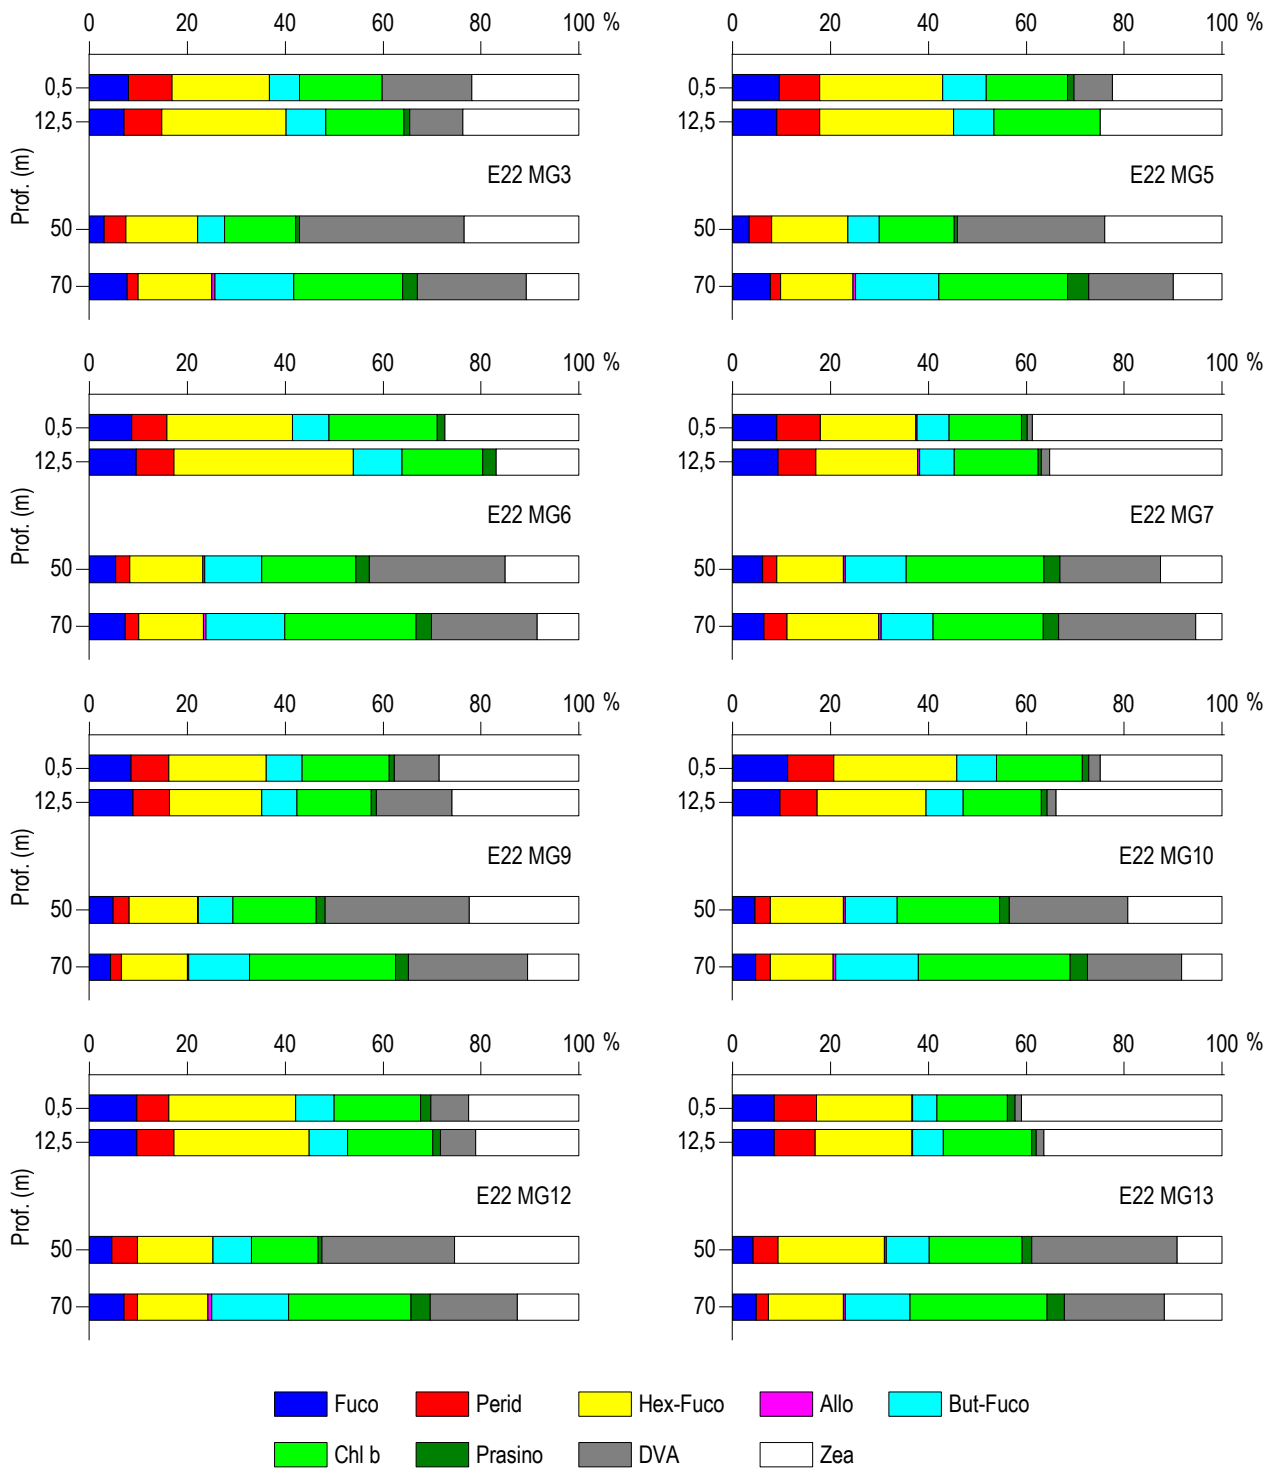 0 20 40 60 80 100 % 0 20 40 60 80 100 %
0,5 0,5
12,5 12,5
Prof. (m)
E22 MG3 E22 MG5
50 50
70 70
0 20 40 60 80 100 % 0 20 40 60 80 100 %
0,5 0,5
12,5 12,5
Prof. (m)
E22 MG6 E22 MG7
50 50
70 70
0 20 40 60 80 100 % 0 20 40 60 80 100 %
0,5 0,5
12,5 12,5
Prof. (m)
E22 MG9 E22 MG10
50 50
70 70
0 20 40 60 80 100 % 0 20 40 60 80 100 %
0,5 0,5
12,5 12,5
Prof. (m)
E22 MG12 E22 MG13
50 50
70 70
Fuco Perid Hex-Fuco Allo But-Fuco
Chl b Prasino DVA Zea